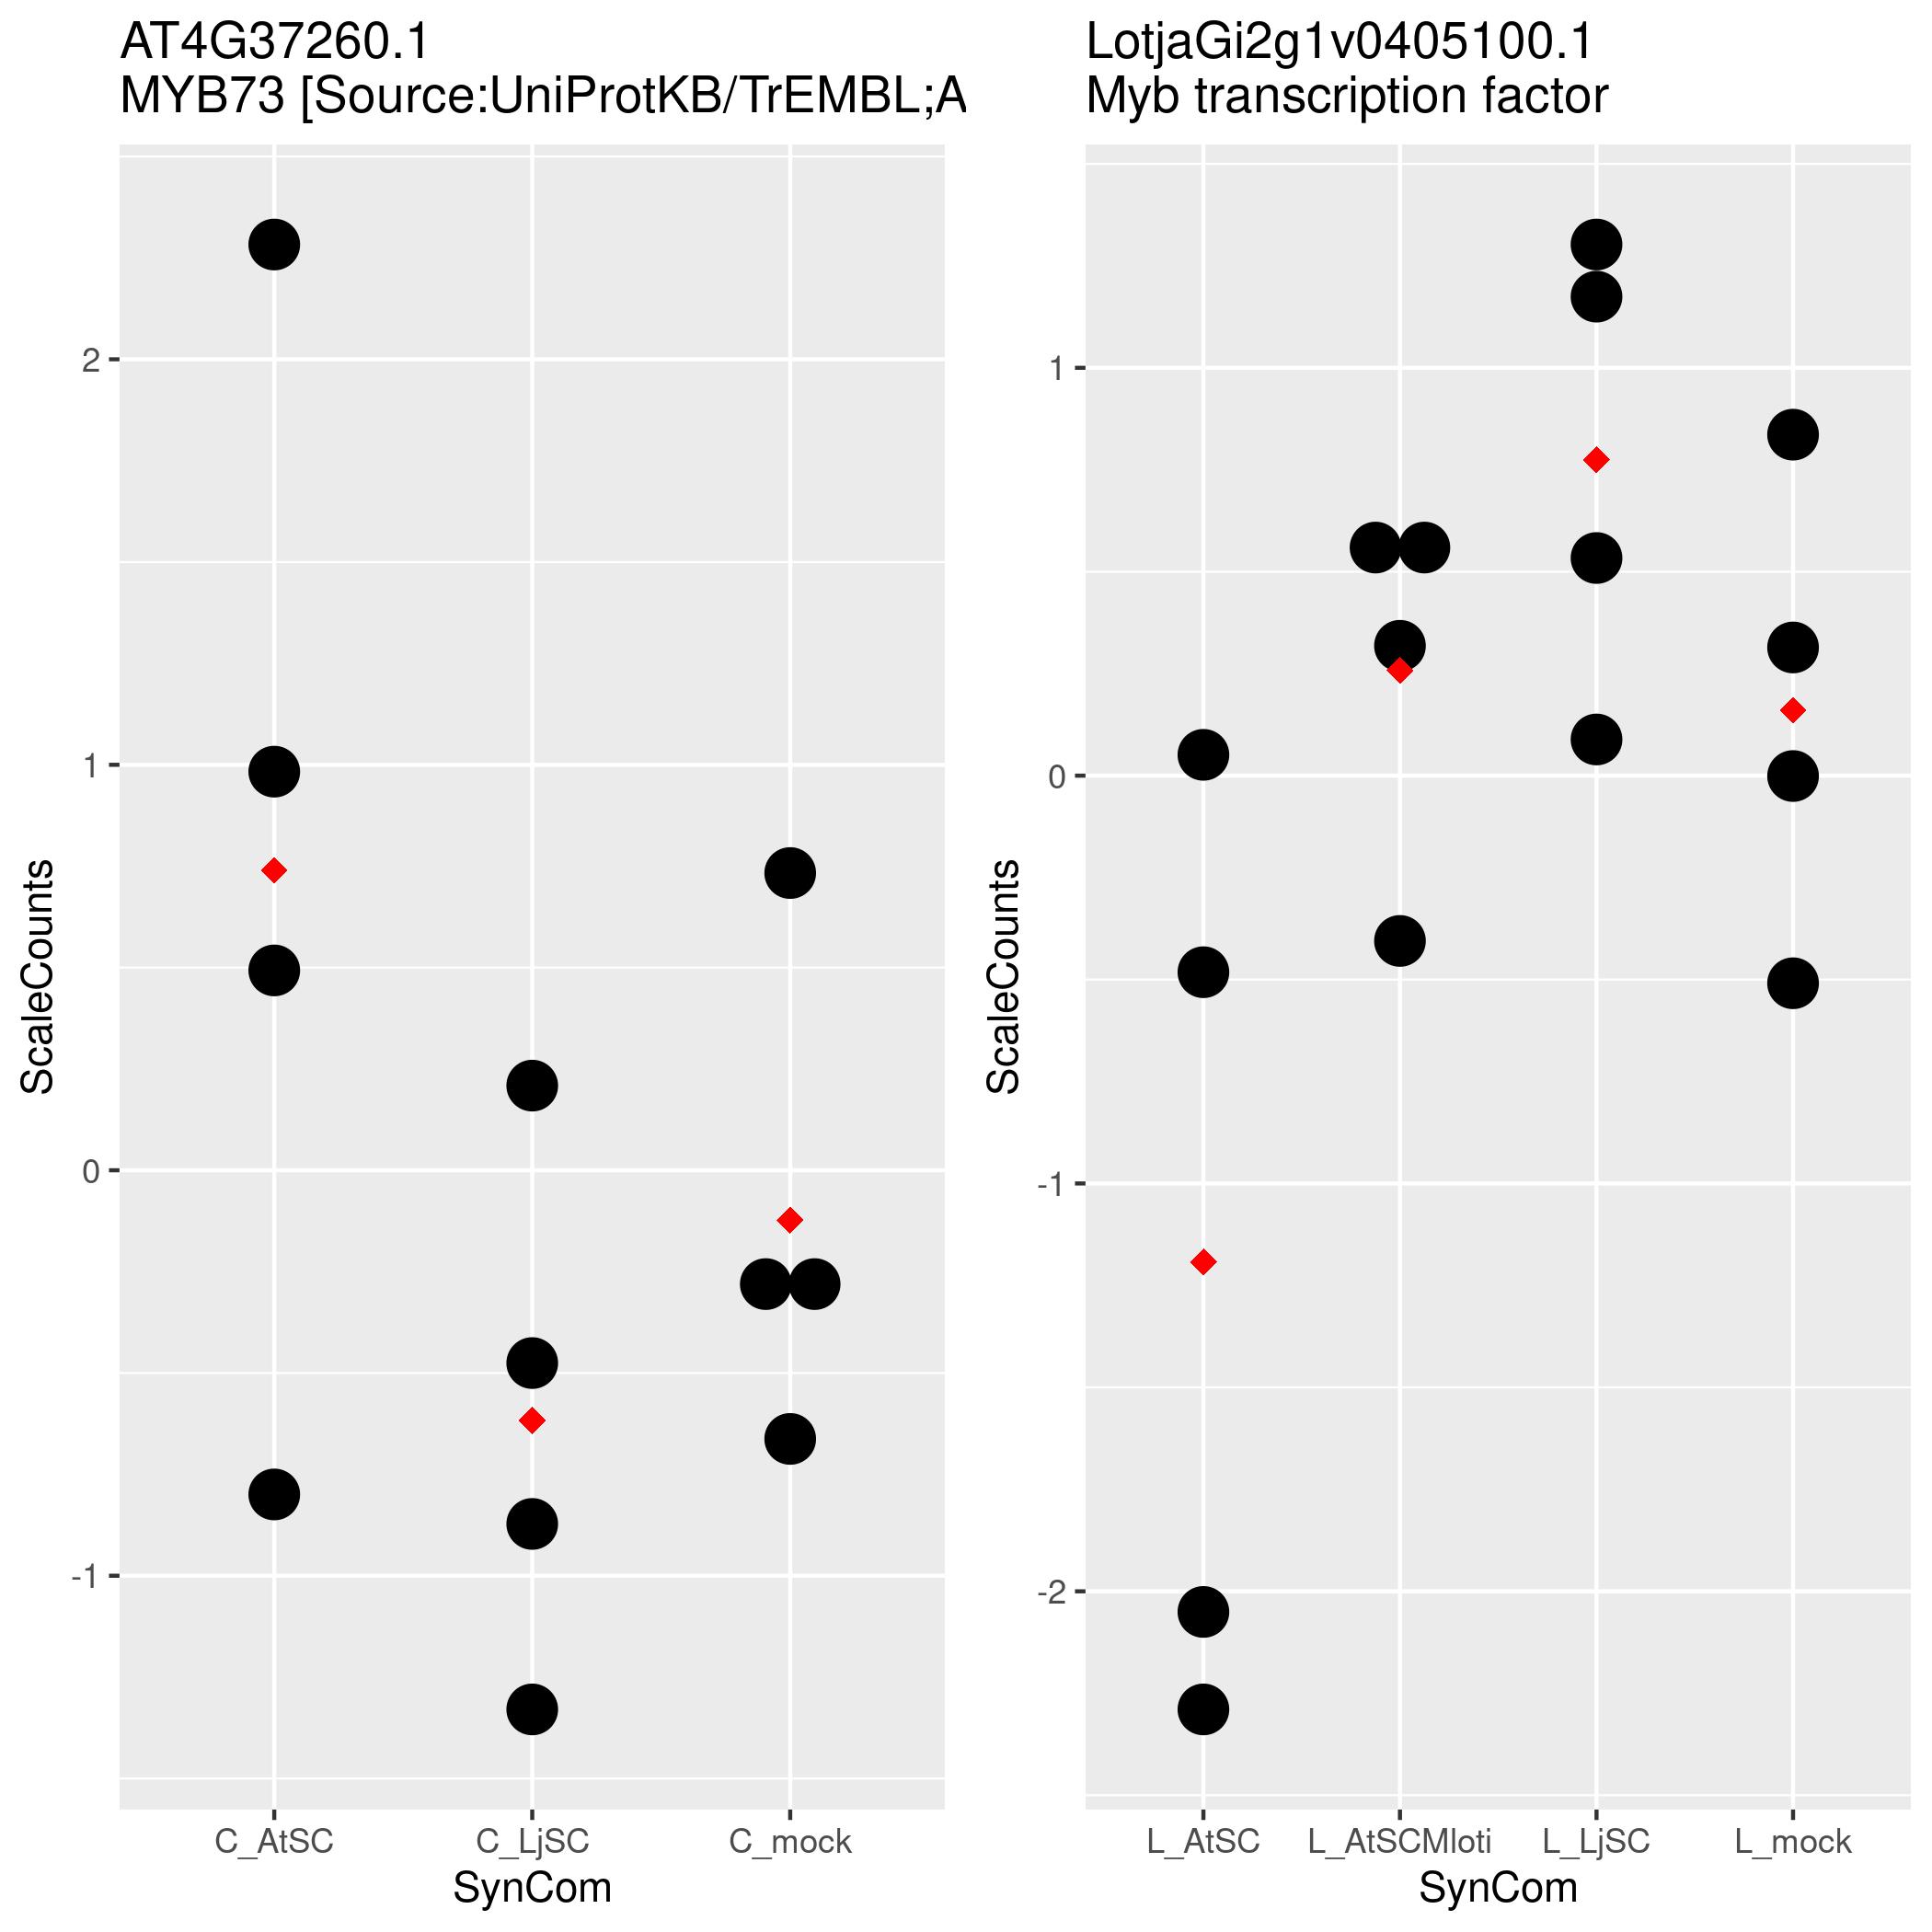 AT4G37260.1
MYB73 [Source:UniProtKB/TrEMBL;A
ScaleCounts
2
1
0
-1
C_AtSC C_LjSC C_mock
SynCom
LotjaGi2g1v0405100.1
Myb transcription factor
ScaleCounts
1
0
-1
-2
L_AtSC L_AtSCMloti L_LjSC L_mock
SynCom